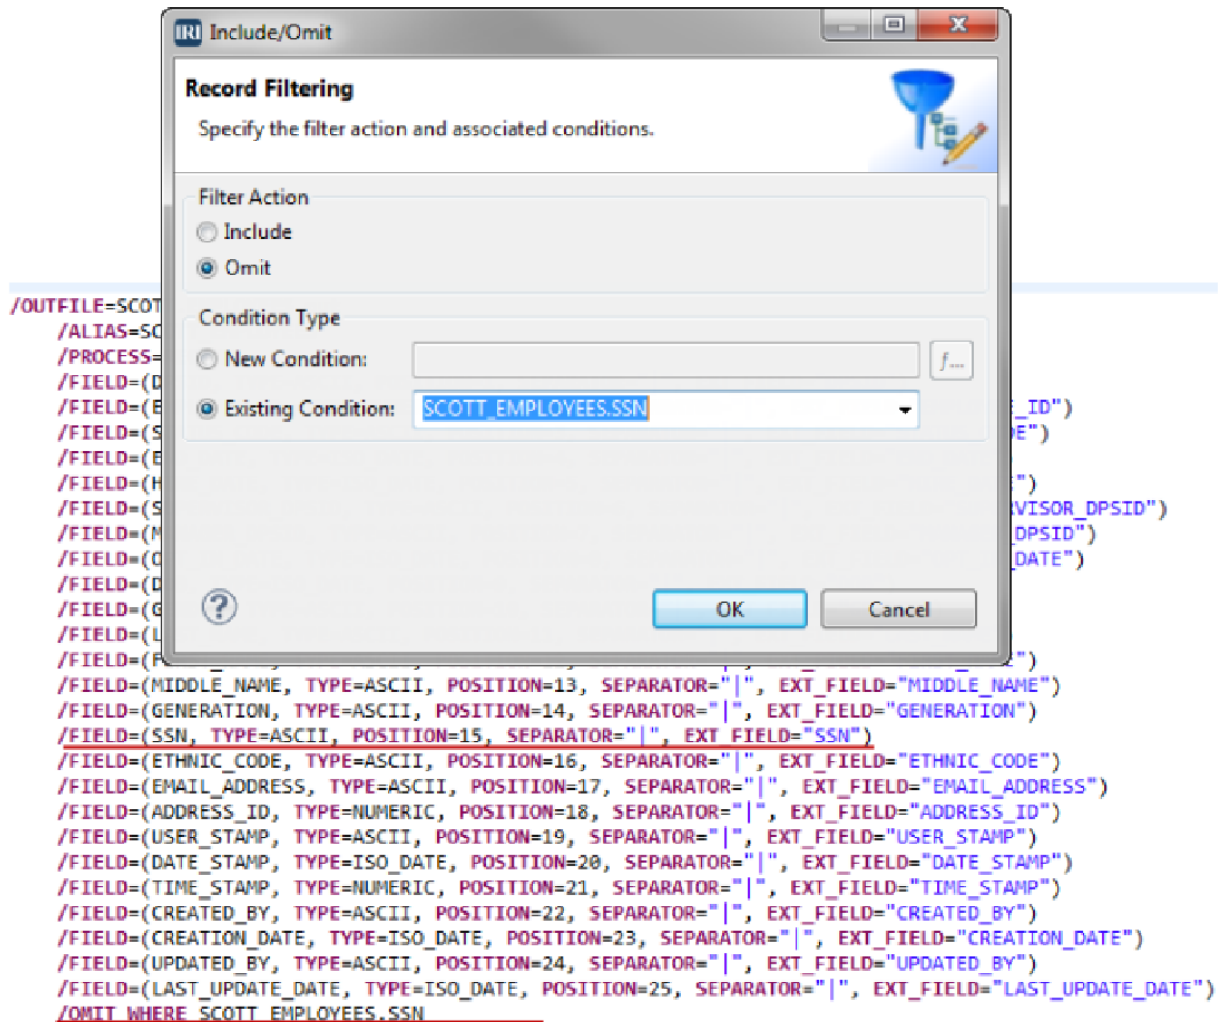 IRI Include/Omit
Record Filtering
Specify the filter action and associated conditions.
Filter Action
Include
Omit
Condition Type
New Condition:
f...
Existing Condition: SCOTT_EMPLOYEES.SSN
? OK Cancel
/OUTFILE=SCOT
/ALIAS=SC
/PROCESS=
/FIELD=(D
/FIELD=(E _ID")
/FIELD=(S E")
/FIELD=(E
/FIELD=(H ")
/FIELD=(S VISOR_DPSID")
/FIELD=(M DPSID")
/FIELD=(O DATE")
/FIELD=(D
/FIELD=(G
/FIELD=(L
/FIELD=(F ")
/FIELD=(MIDDLE_NAME, TYPE=ASCII, POSITION=13, SEPARATOR="|", EXT_FIELD="MIDDLE_NAME")
/FIELD=(GENERATION, TYPE=ASCII, POSITION=14, SEPARATOR="|", EXT_FIELD="GENERATION")
/FIELD=(SSN, TYPE=ASCII, POSITION=15, SEPARATOR="|", EXT_FIELD="SSN")
/FIELD=(ETHNIC_CODE, TYPE=ASCII, POSITION=16, SEPARATOR="|", EXT_FIELD="ETHNIC_CODE")
/FIELD=(EMAIL_ADDRESS, TYPE=ASCII, POSITION=17, SEPARATOR="|", EXT_FIELD="EMAIL_ADDRESS")
/FIELD=(ADDRESS_ID, TYPE=NUMERIC, POSITION=18, SEPARATOR="|", EXT_FIELD="ADDRESS_ID")
/FIELD=(USER_STAMP, TYPE=ASCII, POSITION=19, SEPARATOR="|", EXT_FIELD="USER_STAMP")
/FIELD=(DATE_STAMP, TYPE=ISO_DATE, POSITION=20, SEPARATOR="|", EXT_FIELD="DATE_STAMP")
/FIELD=(TIME_STAMP, TYPE=NUMERIC, POSITION=21, SEPARATOR="|", EXT_FIELD="TIME_STAMP")
/FIELD=(CREATED_BY, TYPE=ASCII, POSITION=22, SEPARATOR="|", EXT_FIELD="CREATED_BY")
/FIELD=(CREATION_DATE, TYPE=ISO_DATE, POSITION=23, SEPARATOR="|", EXT_FIELD="CREATION_DATE")
/FIELD=(UPDATED_BY, TYPE=ASCII, POSITION=24, SEPARATOR="|", EXT_FIELD="UPDATED_BY")
/FIELD=(LAST_UPDATE_DATE, TYPE=ISO_DATE, POSITION=25, SEPARATOR="|", EXT_FIELD="LAST_UPDATE_DATE")
/OMIT WHERE SCOTT_EMPLOYEES.SSN